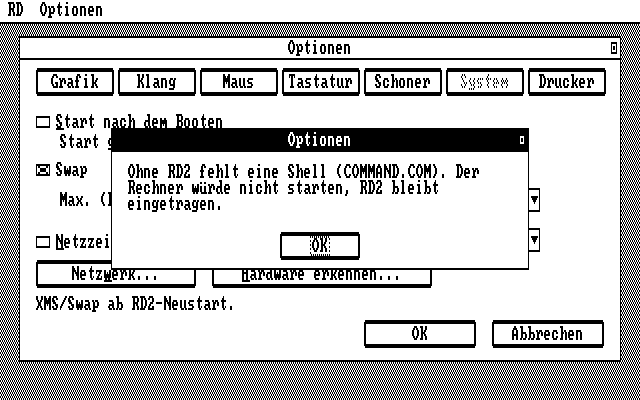 RD Optionen
Optionen
Grafik Klang Maus Tastatur Schoner System Drucker
Start nach dem Booten
Start
Optionen
Swap
Ohne RD2 fehlt eine Shell (COMMAND.COM). Der
Rechner würde nicht starten, RD2 bleibt
eingetragen.
Max.
OK
Netzzei
Netzwerk... Hardware erkennen...
XMS/Swap ab RD2-Neustart.
OK Abbrechen